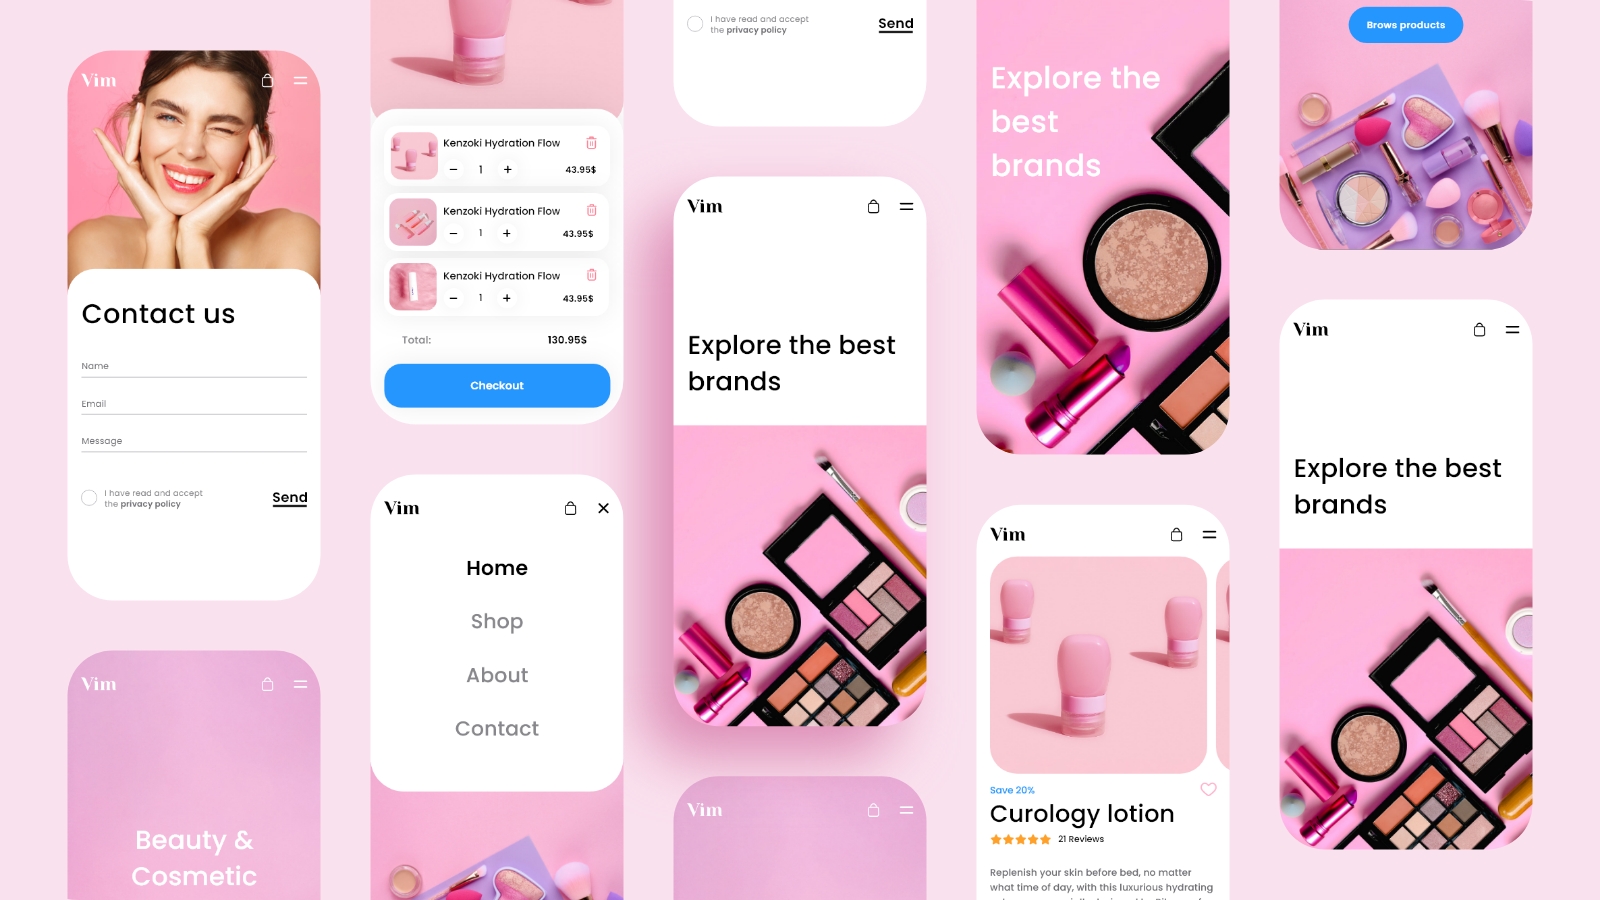 Vim
Contact us
Name
Email
Message
I have read and accept
the privacy policy
Send
Vim
Beauty &
Cosmetic
Kenzoki Hydration Flow
1
43.95$
Kenzoki Hydration Flow
1
43.95$
Kenzoki Hydration Flow
1
43.95$
Total:
130.95$
Checkout
Vim
Home
Shop
About
Contact
I have read and accept
the privacy policy
Send
Vim
Explore the best
brands
Vim
Explore the
best
brands
Vim
Save 20%
Curology lotion
21 Reviews
Replenish your skin before bed, no matter
what time of day, with this luxurious hydrating
Brows products
Vim
Explore the best
brands